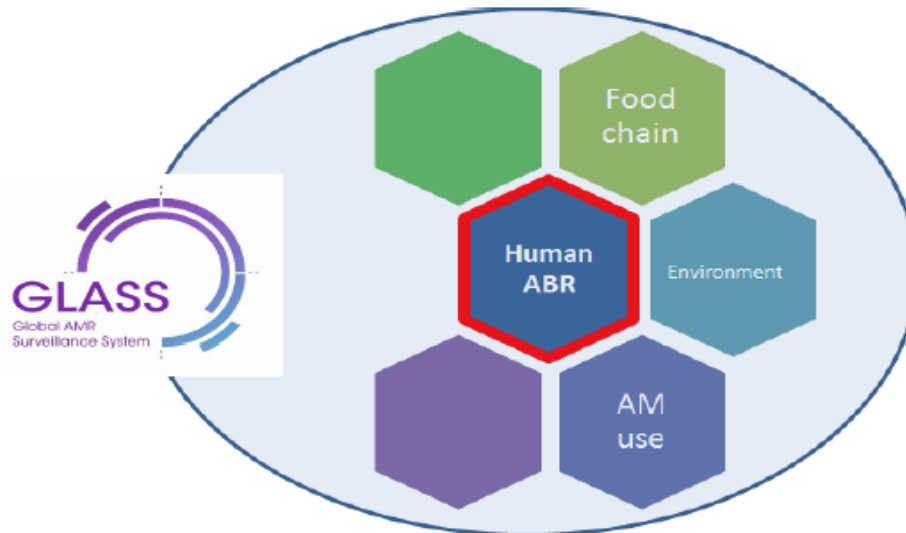 Food
chain
Human
ABR
Environment
GLASS
Global AMR
Surveillance System
AM
use